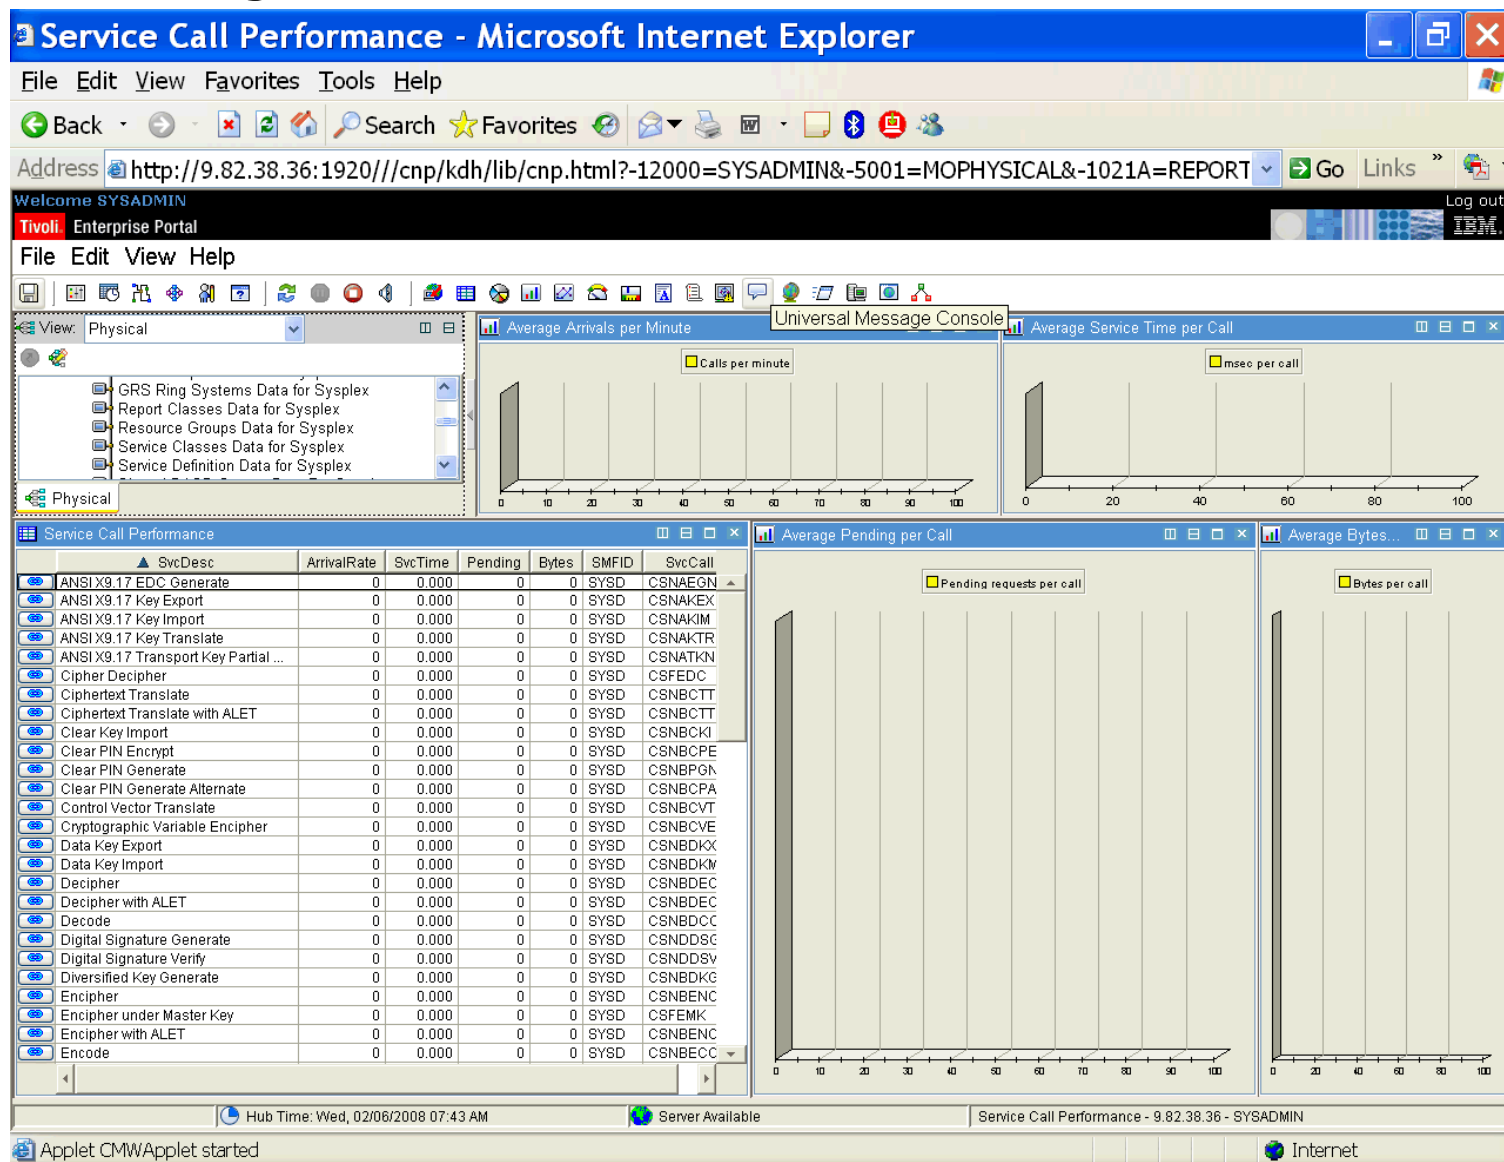 Service Call Performance - Microsoft Internet Explorer
File Edit View Favorites Tools Help
Back Search Favorites
Address http://9.82.38.36:1920///cnp/kdh/lib/cnp.html?-12000=SYSADMIN&-5001=MOPHYSICAL&-1021A=REPORT Go Links »
Welcome SYSADMIN Log out
Tivoli. Enterprise Portal IBM.
File Edit View Help
Universal Message Console
View: Physical
GRS Ring Systems Data for Sysplex
Report Classes Data for Sysplex
Resource Groups Data for Sysplex
Service Classes Data for Sysplex
Service Definition Data for Sysplex
Physical
Average Arrivals per Minute
Calls per minute
0 10 20 30 40 50 60 70 80 90 100
Average Service Time per Call
msec per call
0 20 40 60 80 100
Service Call Performance
SvcDesc ArrivalRate SvcTime Pending Bytes SMFID SvcCall
ANSI X9.17 EDC Generate 0 0.000 0 0 SYSD CSNAEGN
ANSI X9.17 Key Export 0 0.000 0 0 SYSD CSNAKEX
ANSI X9.17 Key Import 0 0.000 0 0 SYSD CSNAKIM
ANSI X9.17 Key Translate 0 0.000 0 0 SYSD CSNAKTR
ANSI X9.17 Transport Key Partial ... 0 0.000 0 0 SYSD CSNATKN
Cipher Decipher 0 0.000 0 0 SYSD CSFEDC
Ciphertext Translate 0 0.000 0 0 SYSD CSNBCTT
Ciphertext Translate with ALET 0 0.000 0 0 SYSD CSNBCTT
Clear Key Import 0 0.000 0 0 SYSD CSNBCKI
Clear PIN Encrypt 0 0.000 0 0 SYSD CSNBCPE
Clear PIN Generate 0 0.000 0 0 SYSD CSNBPGN
Clear PIN Generate Alternate 0 0.000 0 0 SYSD CSNBCPA
Control Vector Translate 0 0.000 0 0 SYSD CSNBCVT
Cryptographic Variable Encipher 0 0.000 0 0 SYSD CSNBCVE
Data Key Export 0 0.000 0 0 SYSD CSNBDKX
Data Key Import 0 0.000 0 0 SYSD CSNBDKM
Decipher 0 0.000 0 0 SYSD CSNBDEC
Decipher with ALET 0 0.000 0 0 SYSD CSNBDEC
Decode 0 0.000 0 0 SYSD CSNBDCO
Digital Signature Generate 0 0.000 0 0 SYSD CSNDDSG
Digital Signature Verify 0 0.000 0 0 SYSD CSNDDSV
Diversified Key Generate 0 0.000 0 0 SYSD CSNBDKG
Encipher 0 0.000 0 0 SYSD CSNBENC
Encipher under Master Key 0 0.000 0 0 SYSD CSFEMK
Encipher with ALET 0 0.000 0 0 SYSD CSNBENC
Encode 0 0.000 0 0 SYSD CSNBECO
Average Pending per Call
Pending requests per call
0 10 20 30 40 50 60 70 80 90 100
Average Bytes...
Bytes per call
0 20 40 60 80 100
Hub Time: Wed, 02/06/2008 07:43 AM Server Available Service Call Performance - 9.82.38.36 - SYSADMIN
Applet CMWApplet started Internet